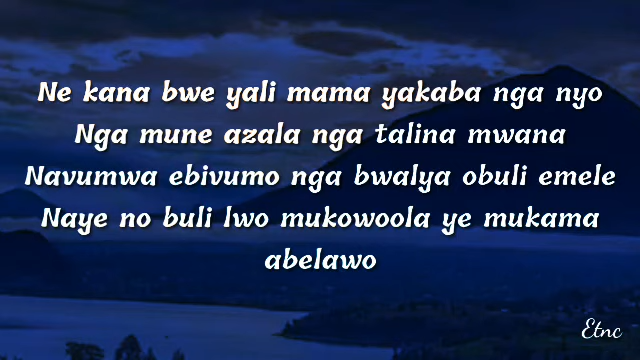 Ne kana bwe yali mama yakaba nga nyo
Nga mune azala nga talina mwana
Navumwa ebivumo nga bwalya obuli emele
Naye no buli lwo mukowoola ye mukama
abelawo
Etnc